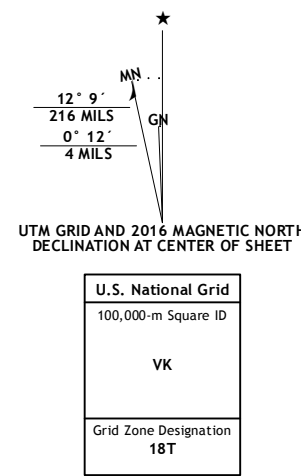 ★
MN
GN
12° 9´
216 MILS
0° 12´
4 MILS
UTM GRID AND 2016 MAGNETIC NORTH
DECLINATION AT CENTER OF SHEET
U.S. National Grid
100,000-m Square ID
VK
Grid Zone Designation
18T